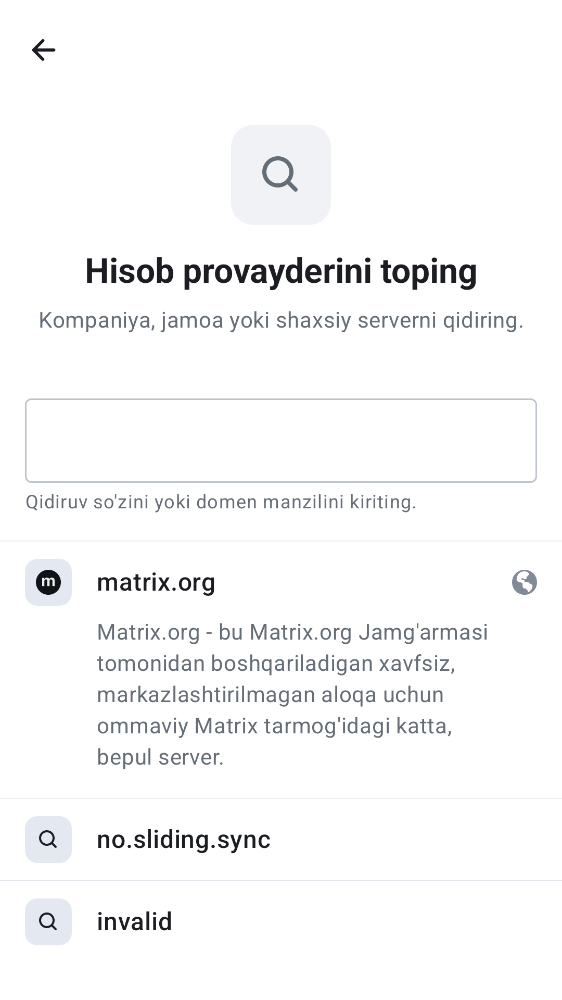 Hisob provayderini toping
Kompaniya, jamoa yoki shaxsiy serverni qidiring.
Qidiruv so'zini yoki domen manzilini kiriting.
m
matrix.org
Matrix.org - bu Matrix.org Jamg'armasi
tomonidan boshqariladigan xavfsiz,
markazlashtirilmagan aloqa uchun
ommaviy Matrix tarmog'idagi katta,
bepul server.
no.sliding.sync
invalid